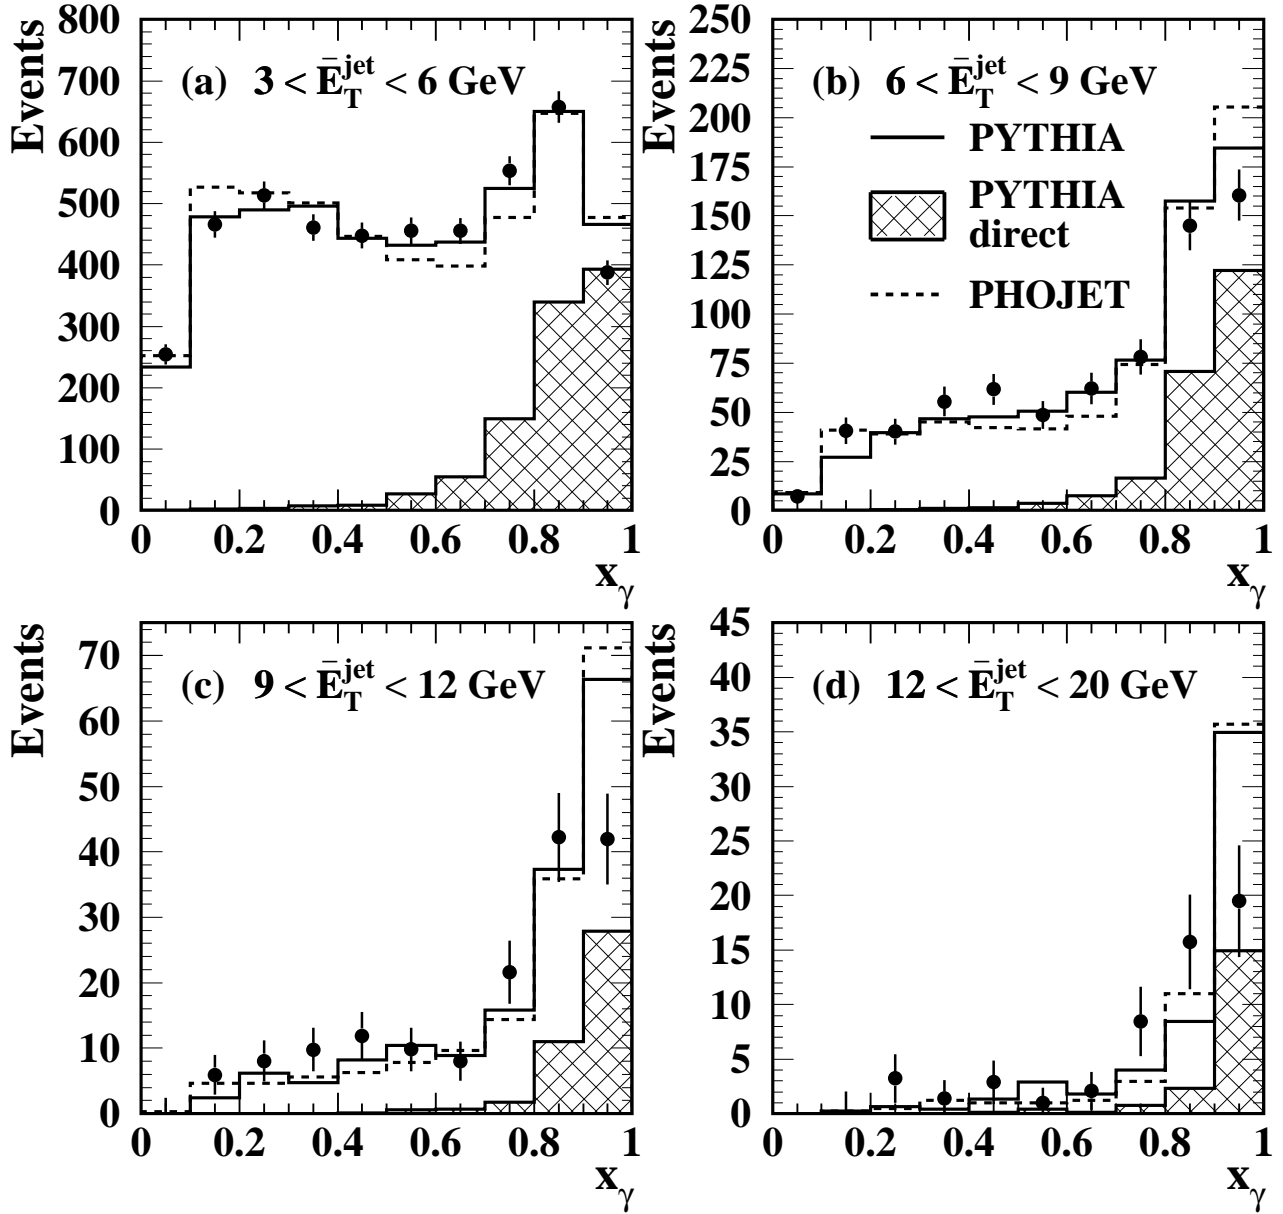 Events
800
700
600
500
400
300
200
100
0
(a) 3 < Ē_T^jet < 6 GeV
0 0.2 0.4 0.6 0.8 1
x_γ
Events
250
225
200
175
150
125
100
75
50
25
0
(b) 6 < Ē_T^jet < 9 GeV
PYTHIA
PYTHIA
direct
PHOJET
0 0.2 0.4 0.6 0.8 1
x_γ
Events
70
60
50
40
30
20
10
0
(c) 9 < Ē_T^jet < 12 GeV
0 0.2 0.4 0.6 0.8 1
x_γ
Events
45
40
35
30
25
20
15
10
5
0
(d) 12 < Ē_T^jet < 20 GeV
0 0.2 0.4 0.6 0.8 1
x_γ